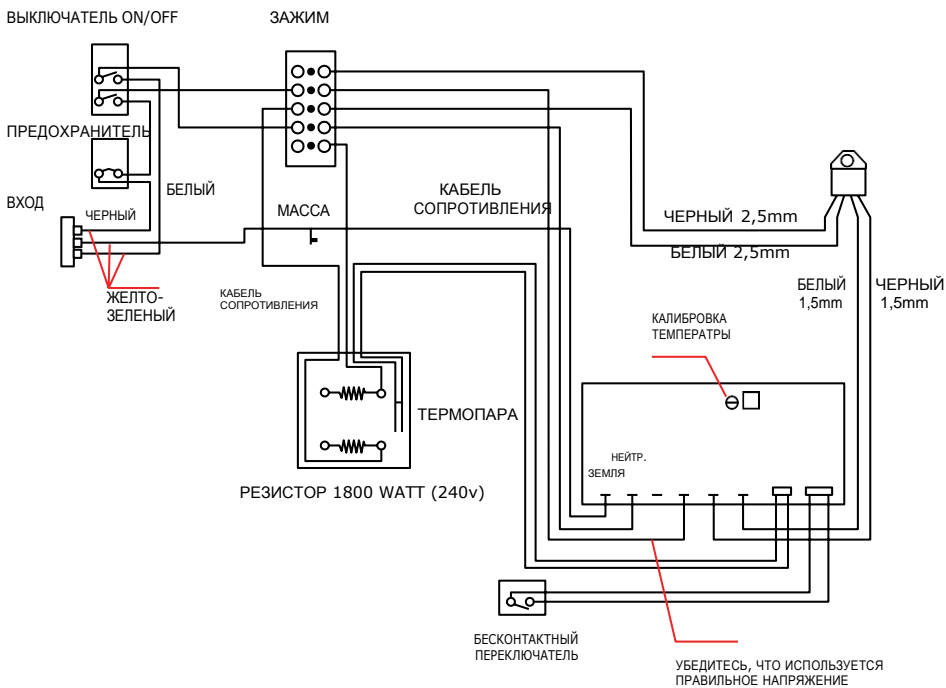 ВЫКЛЮЧАТЕЛЬ ON/OFF
ЗАЖИМ
ПРЕДОХРАНИТЕЛЬ
БЕЛЫЙ
ВХОД
ЧЕРНЫЙ
МАССА
КАБЕЛЬ
СОПРОТИВЛЕНИЯ
ЧЕРНЫЙ 2,5mm
БЕЛЫЙ 2,5mm
ЖЕЛТО-
ЗЕЛЕНЫЙ
КАБЕЛЬ
СОПРОТИВЛЕНИЯ
БЕЛЫЙ
1,5mm
ЧЕРНЫЙ
1,5mm
КАЛИБРОВКА
ТЕМПЕРАТРЫ
ТЕРМОПАРА
НЕЙТР.
ЗЕМЛЯ
РЕЗИСТОР 1800 WATT (240v)
БЕСКОНТАКТНЫЙ
ПЕРЕКЛЮЧАТЕЛЬ
УБЕДИТЕСЬ, ЧТО ИСПОЛЬЗУЕТСЯ
ПРАВИЛЬНОЕ НАПРЯЖЕНИЕ